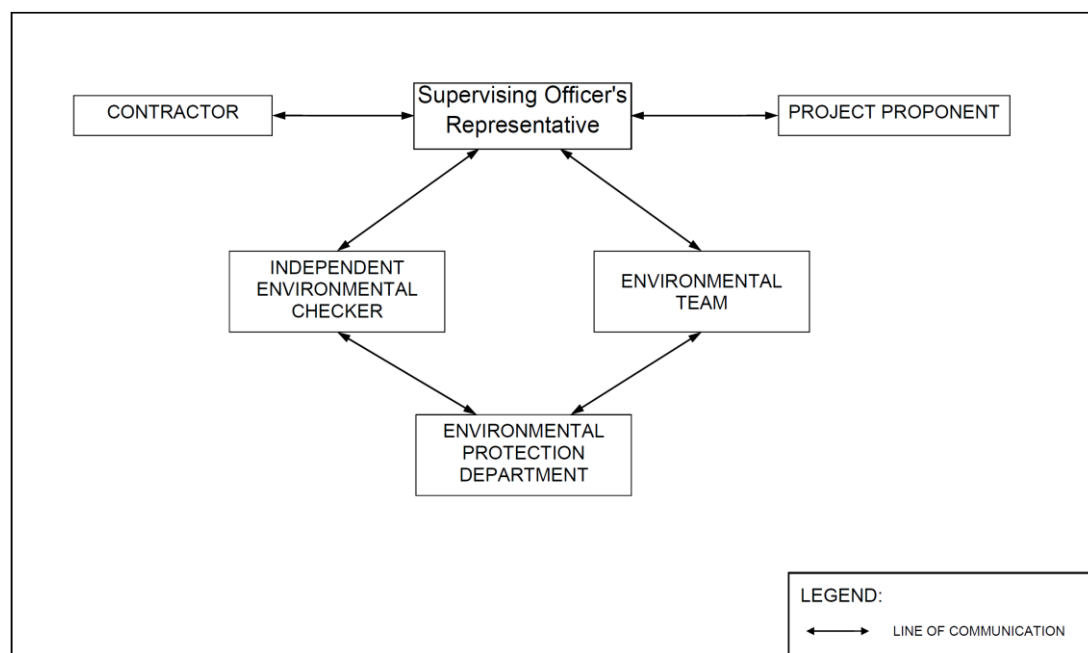 CONTRACTOR
Supervising Officer's
Representative
PROJECT PROPONENT
INDEPENDENT
ENVIRONMENTAL
CHECKER
ENVIRONMENTAL
TEAM
ENVIRONMENTAL
PROTECTION
DEPARTMENT
LEGEND:
LINE OF COMMUNICATION